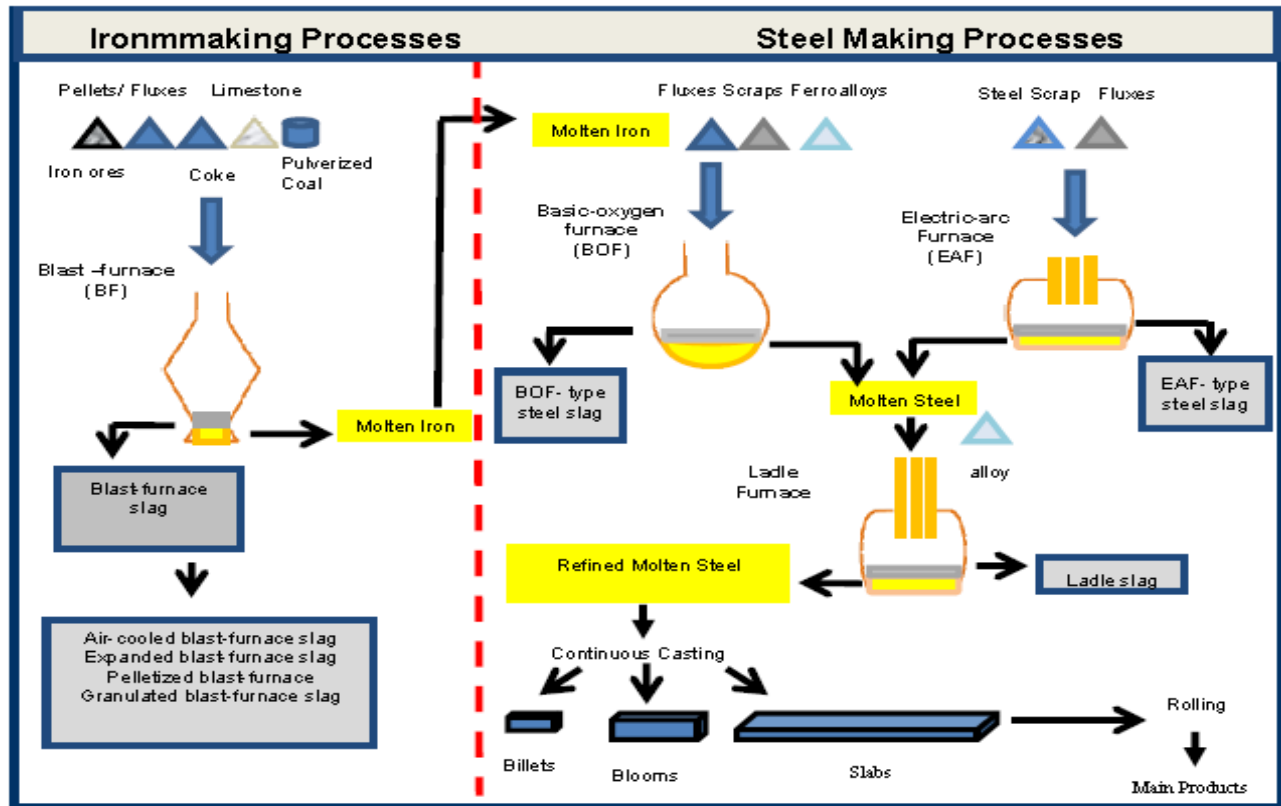 Ironmmaking Processes
Steel Making Processes
Pellets/ Fluxes Limestone
Iron ores
Coke
Pulverized
Coal
Blast –furnace
(BF)
Molten Iron
Blast-furnace
slag
Air- cooled blast-furnace slag
Expanded blast-furnace slag
Pelletized blast-furnace
Granulated blast-furnace slag
Molten Iron
Fluxes Scraps Ferroalloys
Basic-oxygen
furnace
(BOF)
Steel Scrap Fluxes
Electric-arc
Furnace
(EAF)
BOF- type
steel slag
Molten Steel
EAF- type
steel slag
Ladle
Furnace
alloy
Refined Molten Steel
Ladle slag
Continuous Casting
Billets
Blooms
Slabs
Rolling
Main Products